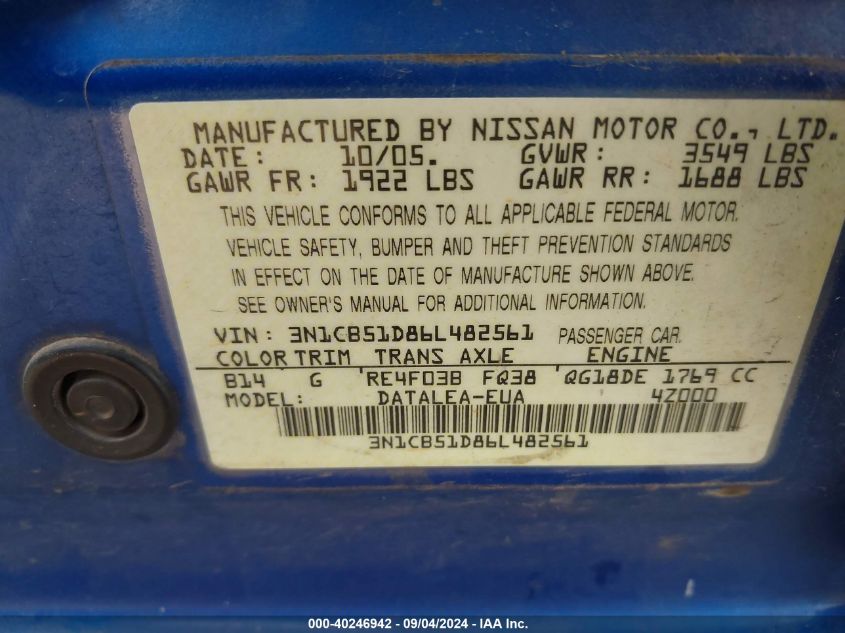 MANUFACTURED BY NISSAN MOTOR CO., LTD.
DATE: 10/05. GVWR: 3549 LBS
GAWR FR: 1922 LBS GAWR RR: 1688 LBS
THIS VEHICLE CONFORMS TO ALL APPLICABLE FEDERAL MOTOR.
VEHICLE SAFETY, BUMPER AND THEFT PREVENTION STANDARDS
IN EFFECT ON THE DATE OF MANUFACTURE SHOWN ABOVE.
SEE OWNER'S MANUAL FOR ADDITIONAL INFORMATION.
VIN: 3N1CB51D86L482561 PASSENGER CAR.
COLOR TRIM TRANS AXLE ENGINE
B14 G RE4F03B FQ38 QG18DE 1769 CC
MODEL: DATALEA-EUA 4Z000
3N1CB51D86L482561
000-40246942 - 09/04/2024 - IAA Inc.